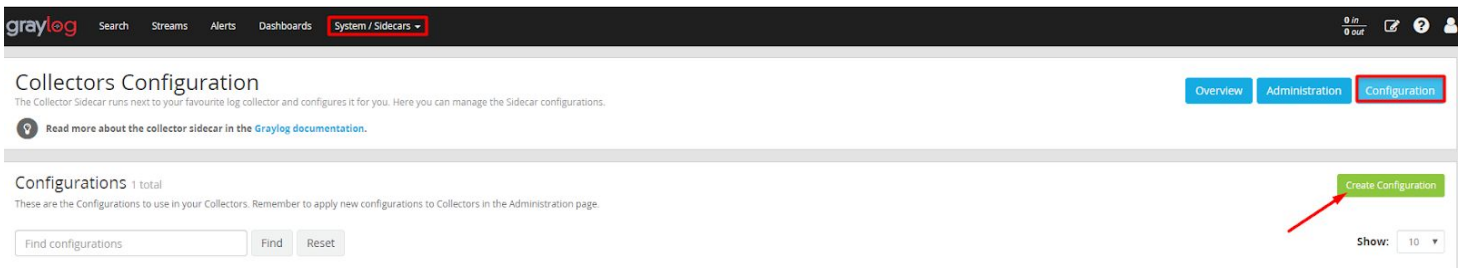 graylog Search Streams Alerts Dashboards System / Sidecars 0 in
0 out
Collectors Configuration
The Collector Sidecar runs next to your favourite log collector and configures it for you. Here you can manage the Sidecar configurations.
Overview Administration Configuration
Read more about the collector sidecar in the Graylog documentation.
Configurations 1 total
Create Configuration
These are the Configurations to use in your Collectors. Remember to apply new configurations to Collectors in the Administration page.
Find configurations Find Reset Show: 10